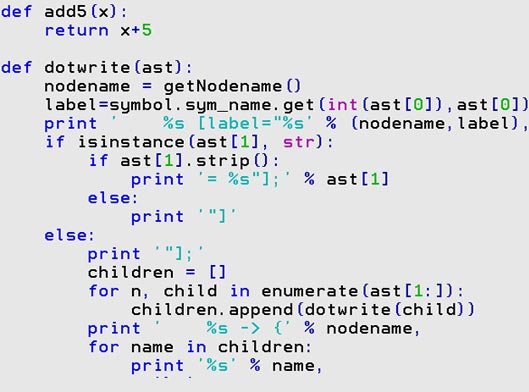 def add5(x):
    return x+5

def dotwrite(ast):
    nodename = getNodename()
    label=symbol.sym_name.get(int(ast[0]),ast[0])
    print '    %s [label="%s' % (nodename,label),
    if isinstance(ast[1], str):
        if ast[1].strip():
            print '= %s"];' % ast[1]
        else:
            print '"]'
    else:
        print '"];'
        children = []
        for n, child in enumerate(ast[1:]):
            children.append(dotwrite(child))
        print '    %s -> {' % nodename,
        for name in children:
            print '%s' % name,